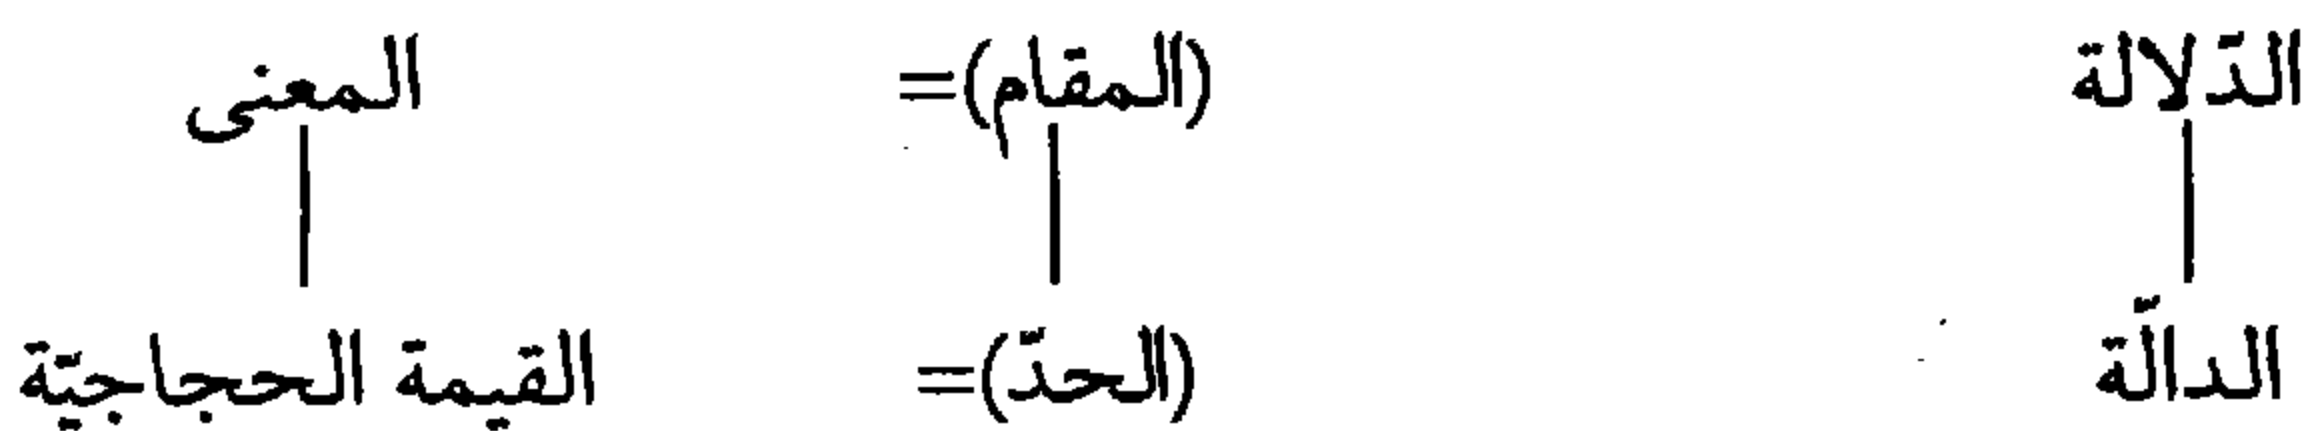 الدّلالة (المقام)= المعنى
الدالّة (الحدّ)= القيمة الحجاجيّة